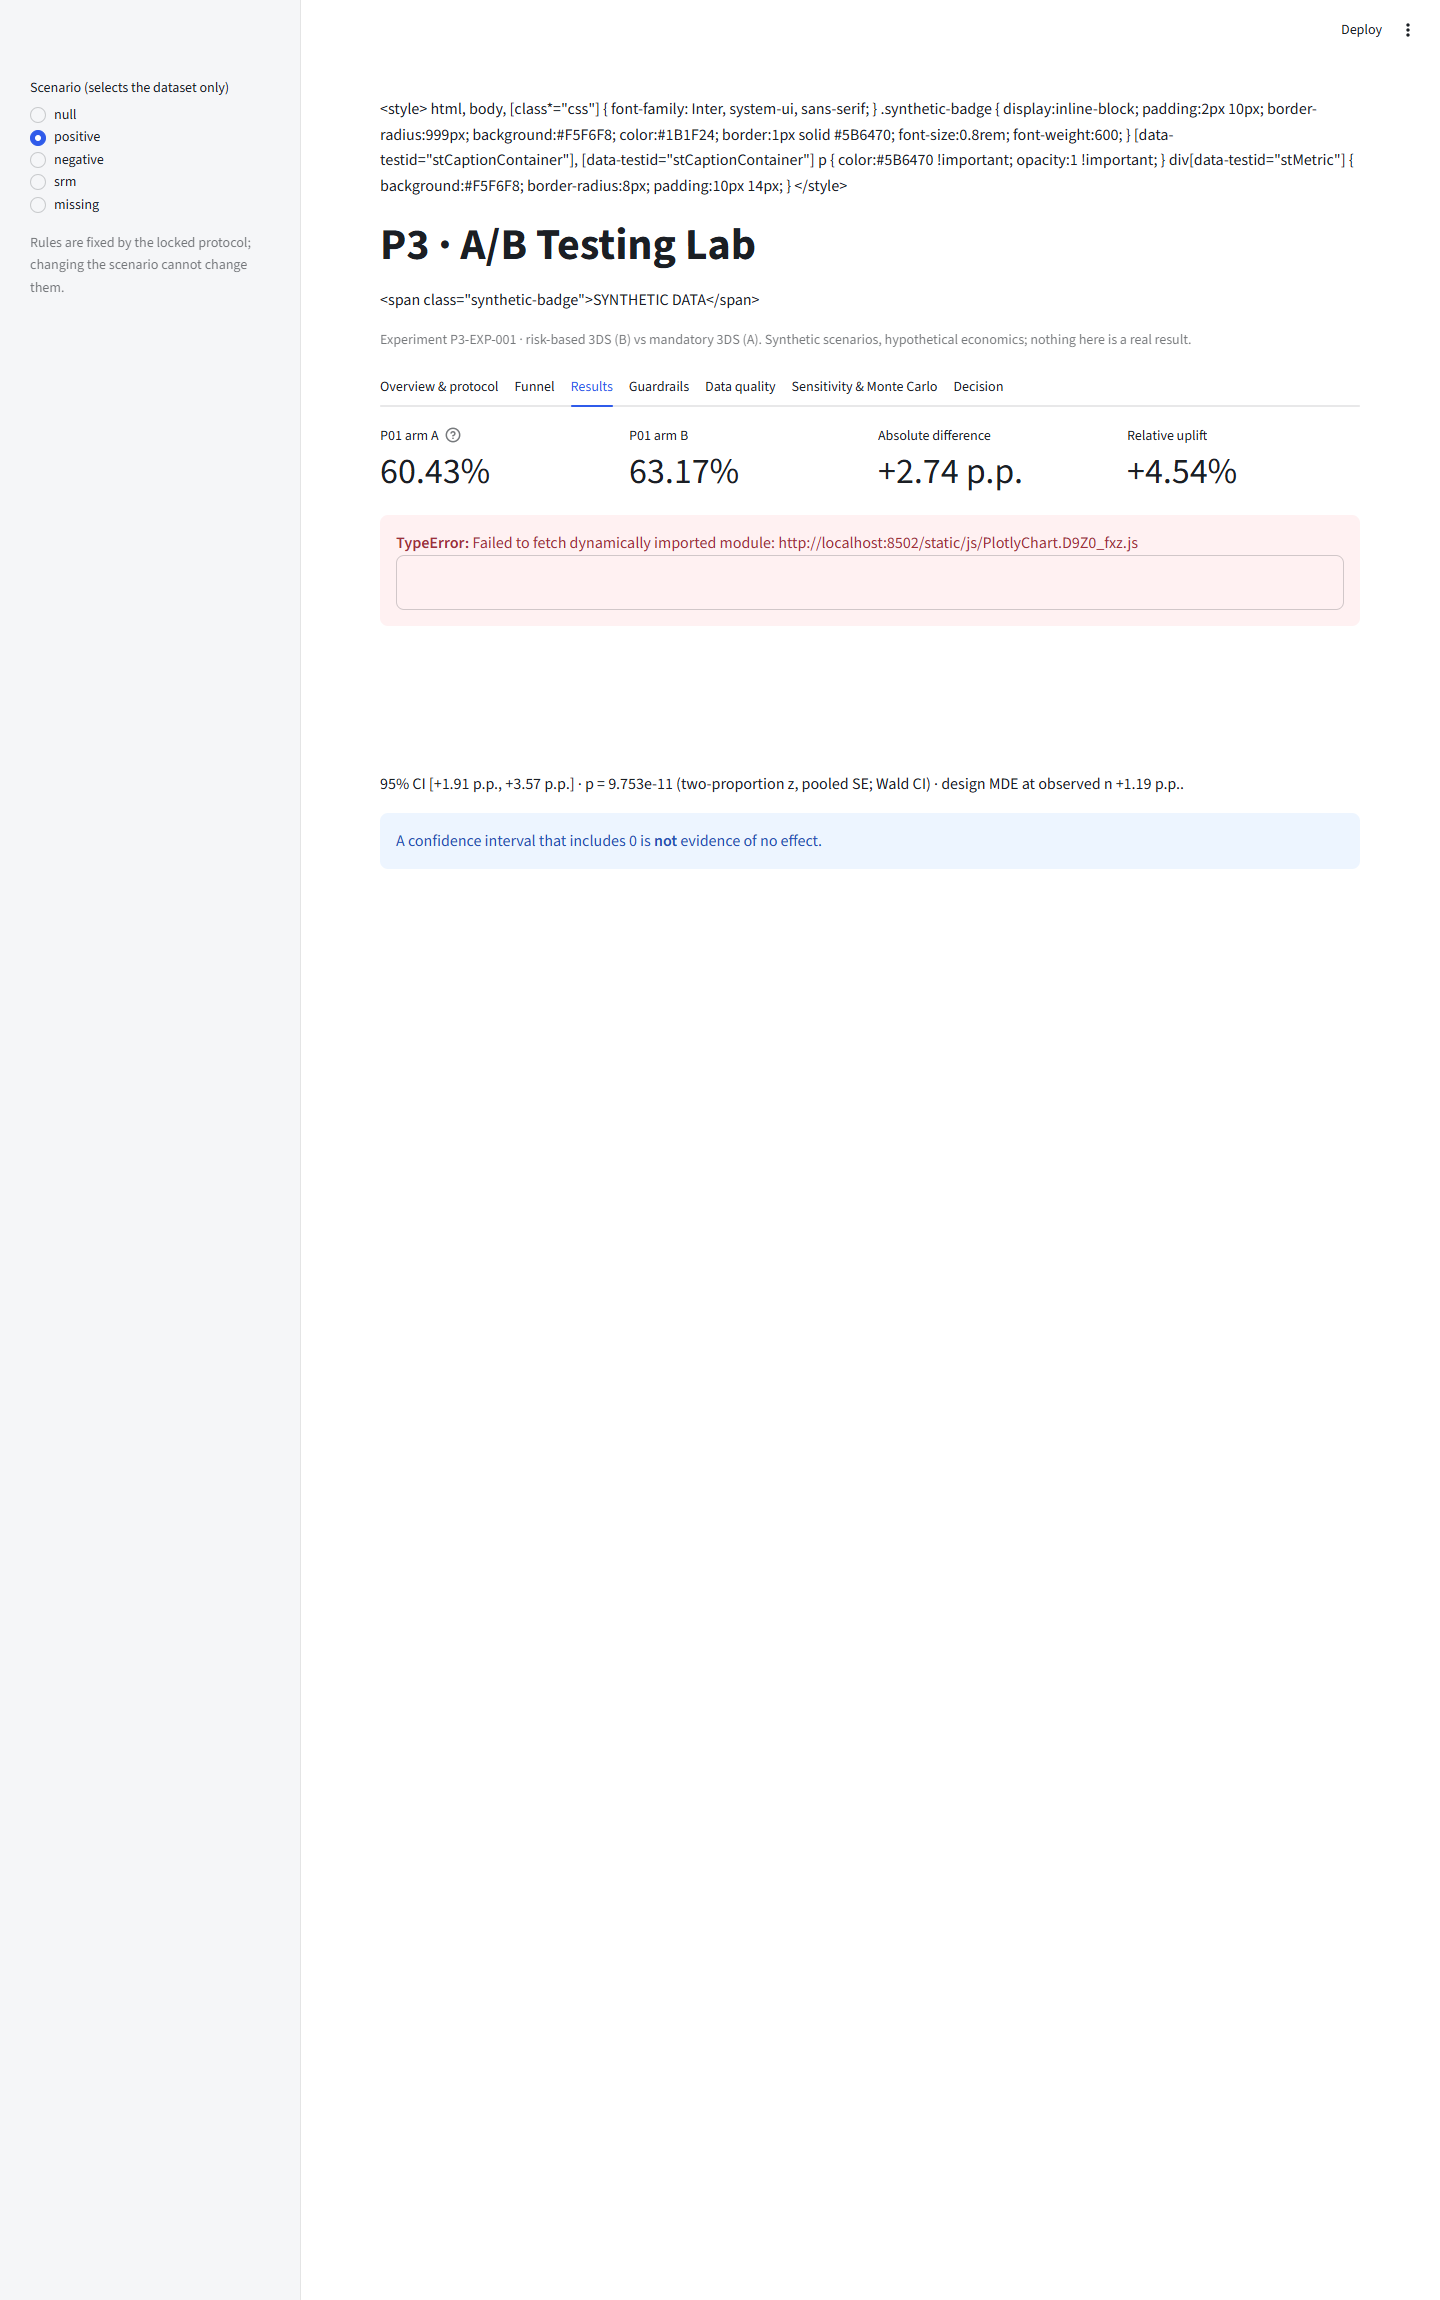 Deploy
Scenario (selects the dataset only)
null
positive
negative
srm
missing
Rules are fixed by the locked protocol;
changing the scenario cannot change
them.
<style> html, body, [class*="css"] { font-family: Inter, system-ui, sans-serif; } .synthetic-badge { display:inline-block; padding:2px 10px; border-
radius:999px; background:#F5F6F8; color:#1B1F24; border:1px solid #5B6470; font-size:0.8rem; font-weight:600; } [data-
testid="stCaptionContainer"], [data-testid="stCaptionContainer"] p { color:#5B6470 !important; opacity:1 !important; } div[data-testid="stMetric"] {
background:#F5F6F8; border-radius:8px; padding:10px 14px; } </style>
P3 · A/B Testing Lab
<span class="synthetic-badge">SYNTHETIC DATA</span>
Experiment P3-EXP-001 · risk-based 3DS (B) vs mandatory 3DS (A). Synthetic scenarios, hypothetical economics; nothing here is a real result.
Overview & protocol Funnel Results Guardrails Data quality Sensitivity & Monte Carlo Decision
P01 arm A P01 arm B Absolute difference Relative uplift
60.43% 63.17% +2.74 p.p. +4.54%
TypeError: Failed to fetch dynamically imported module: http://localhost:8502/static/js/PlotlyChart.D9Z0_fxz.js
95% CI [+1.91 p.p., +3.57 p.p.] · p = 9.753e-11 (two-proportion z, pooled SE; Wald CI) · design MDE at observed n +1.19 p.p..
A confidence interval that includes 0 is not evidence of no effect.